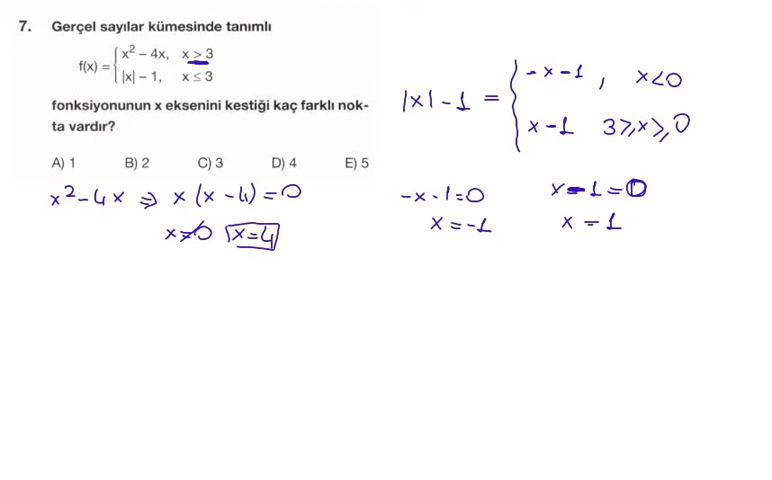 7. Gerçel sayılar kümesinde tanımlı
f(x) = { x² – 4x, x > 3
|x| – 1, x ≤ 3
fonksiyonunun x eksenini kestiği kaç farklı nok-
ta vardır?
A) 1 B) 2 C) 3 D) 4 E) 5
x² – 4x ⇒ x (x – 4) = 0
x = 0 x = 4
|x| – 1 = { -x – 1 , x < 0
x – 1 3 ≥ x ≥ 0
-x - 1 = 0 x – 1 = 0
x = -1 x = 1